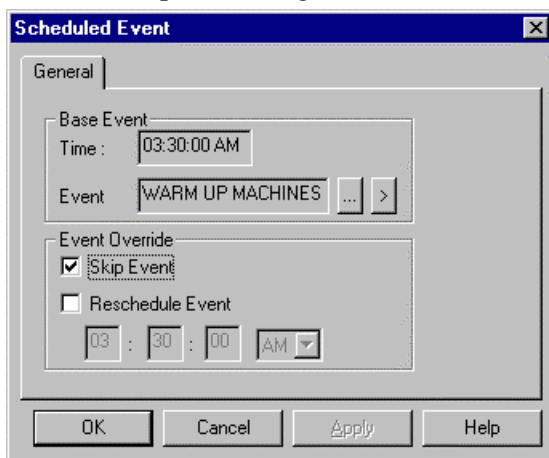 Scheduled Event
General
Base Event
Time : 03:30:00 AM
Event WARM UP MACHINES ... >
Event Override
Skip Event
Reschedule Event
03 : 30 : 00 AM
OK Cancel Apply Help